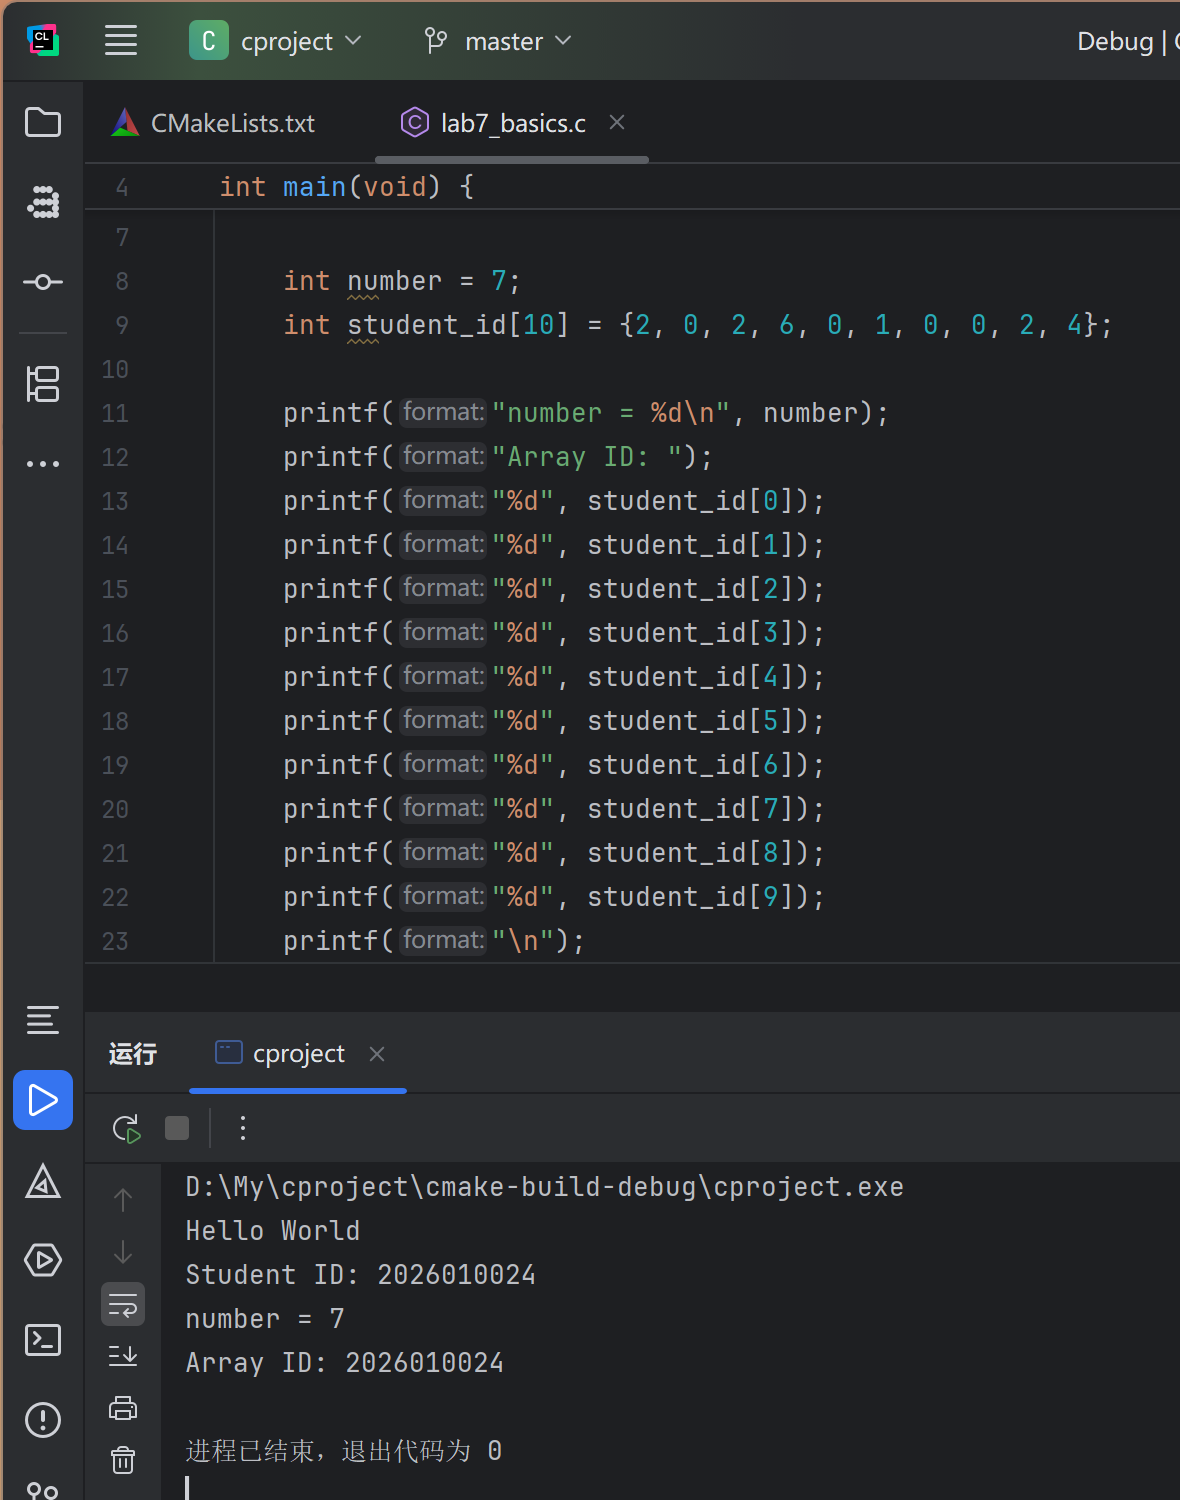 CL
C cproject master Debug |
CMakeLists.txt lab7_basics.c
4 int main(void) {
7
8 int number = 7;
9 int student_id[10] = {2, 0, 2, 6, 0, 1, 0, 0, 2, 4};
10
11 printf(format: "number = %d\n", number);
12 printf(format: "Array ID: ");
13 printf(format: "%d", student_id[0]);
14 printf(format: "%d", student_id[1]);
15 printf(format: "%d", student_id[2]);
16 printf(format: "%d", student_id[3]);
17 printf(format: "%d", student_id[4]);
18 printf(format: "%d", student_id[5]);
19 printf(format: "%d", student_id[6]);
20 printf(format: "%d", student_id[7]);
21 printf(format: "%d", student_id[8]);
22 printf(format: "%d", student_id[9]);
23 printf(format: "\n");
运行 cproject
D:\My\cproject\cmake-build-debug\cproject.exe
Hello World
Student ID: 2026010024
number = 7
Array ID: 2026010024
进程已结束，退出代码为 0